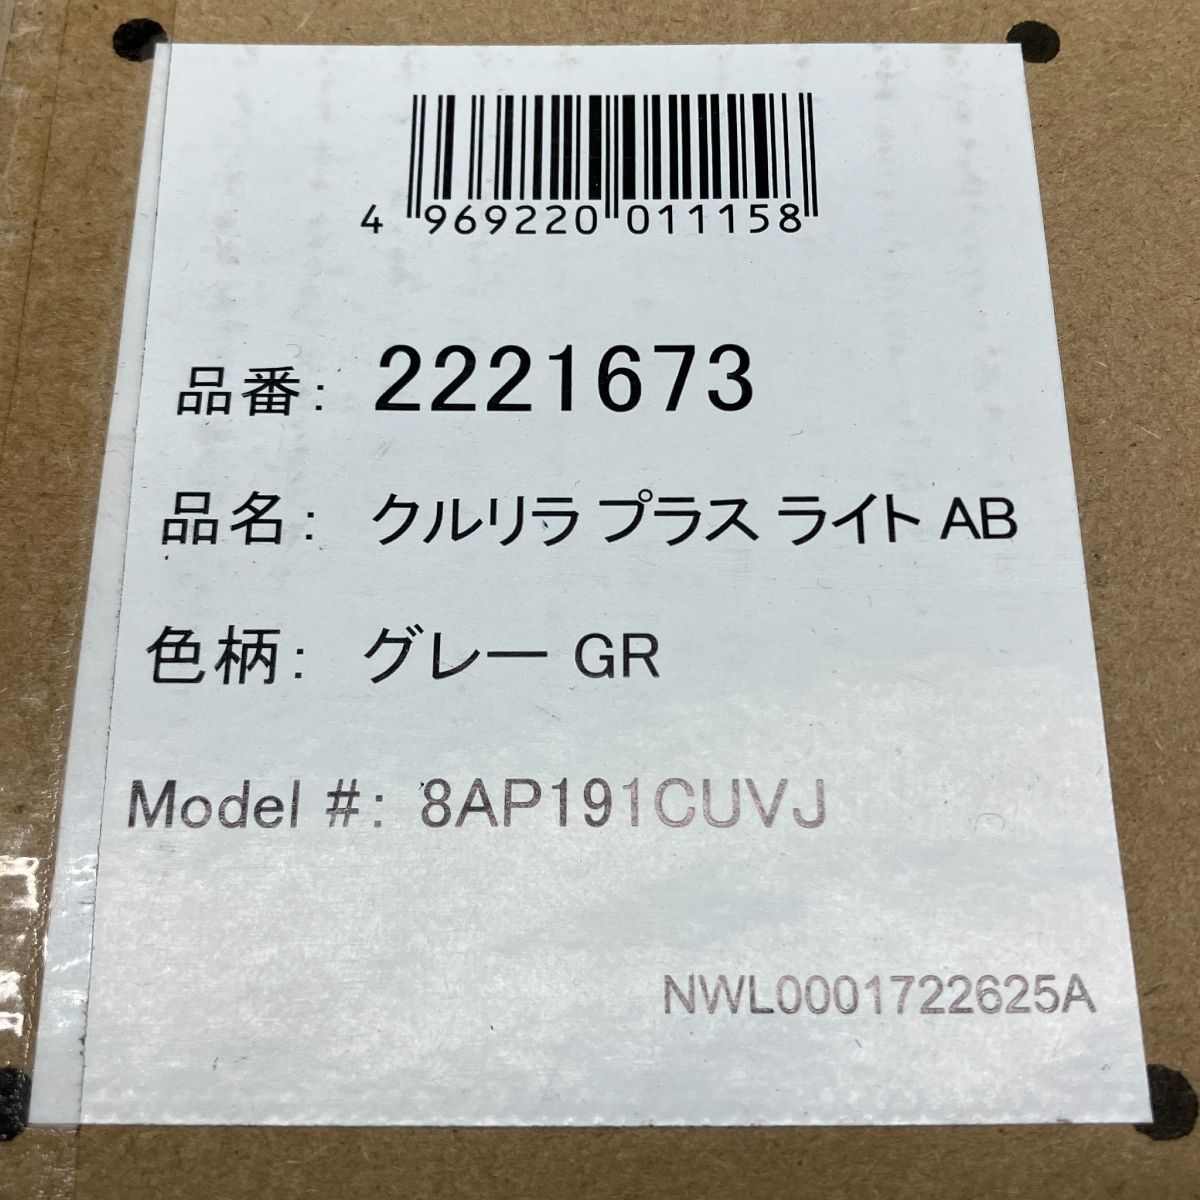 4 969220 011158
品番: 2221673
品名: クルリラ プラス ライト AB
色柄: グレー GR
Model #: 8AP191CUVJ
NWL0001722625A